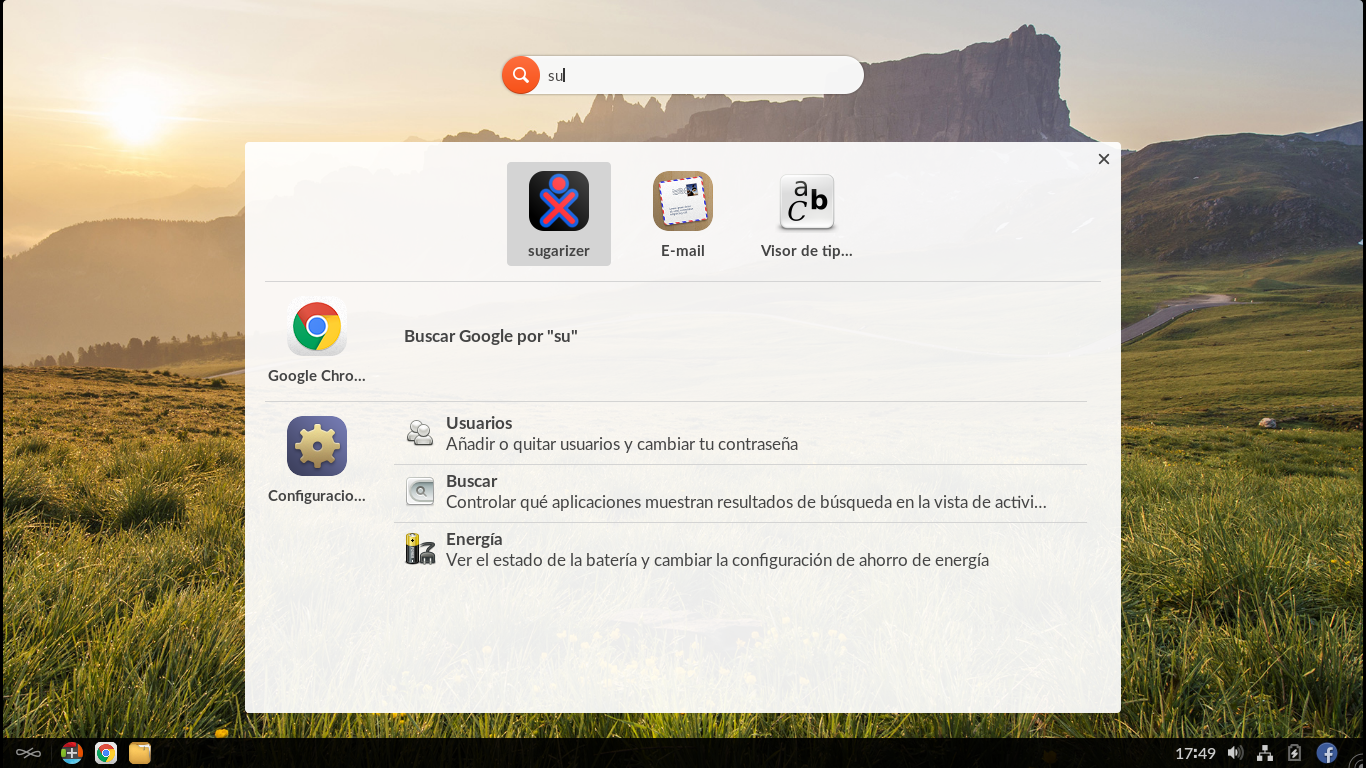 su
sugarizer
E-mail
Visor de tip...
Buscar Google por "su"
Google Chro...
Usuarios
Añadir o quitar usuarios y cambiar tu contraseña
Configuracio...
Buscar
Controlar qué aplicaciones muestran resultados de búsqueda en la vista de activi...
Energía
Ver el estado de la batería y cambiar la configuración de ahorro de energía
17:49